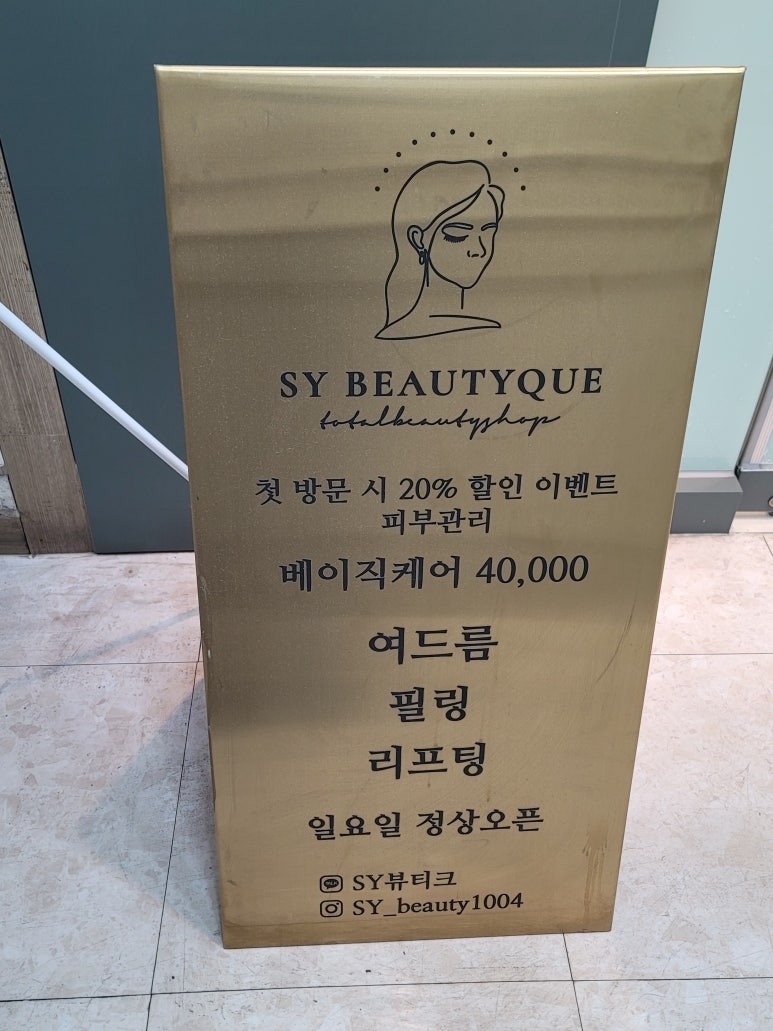 SY BEAUTYQUE
totalbeautyshop
첫 방문 시 20% 할인 이벤트
피부관리
베이직케어 40,000
여드름
필링
리프팅
일요일 정상오픈
SY뷰티크
SY_beauty1004